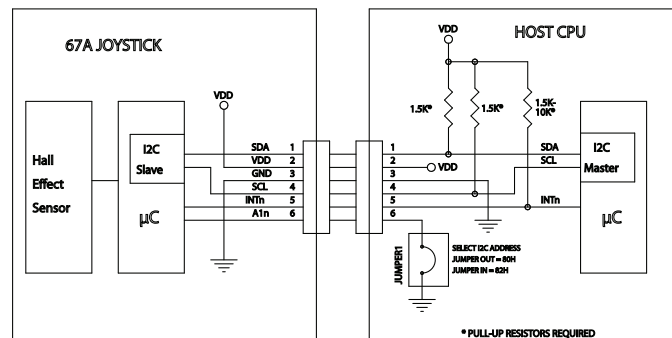 67A JOYSTICK
VDD
Hall
Effect
Sensor
I2C
Slave
µC
SDA 1
VDD 2
GND 3
SCL 4
INTn 5
A1n 6
HOST CPU
VDD
1.5K*
1.5K*
1.5K-
10K*
1
2
3
4
5
6
VDD
SDA
SCL
INTn
I2C
Master
µC
JUMPER1
SELECT I2C ADDRESS
JUMPER OUT = 80H
JUMPER IN = 82H
* PULL-UP RESISTORS REQUIRED